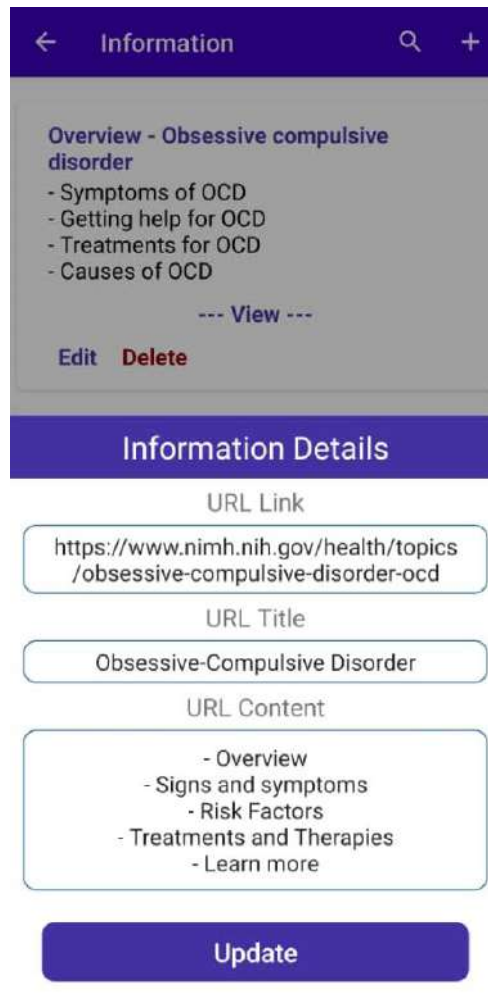 Information
Overview - Obsessive compulsive
disorder
- Symptoms of OCD
- Getting help for OCD
- Treatments for OCD
- Causes of OCD
--- View ---
Edit Delete
Information Details
URL Link
https://www.nimh.nih.gov/health/topics
/obsessive-compulsive-disorder-ocd
URL Title
Obsessive-Compulsive Disorder
URL Content
- Overview
- Signs and symptoms
- Risk Factors
- Treatments and Therapies
- Learn more
Update